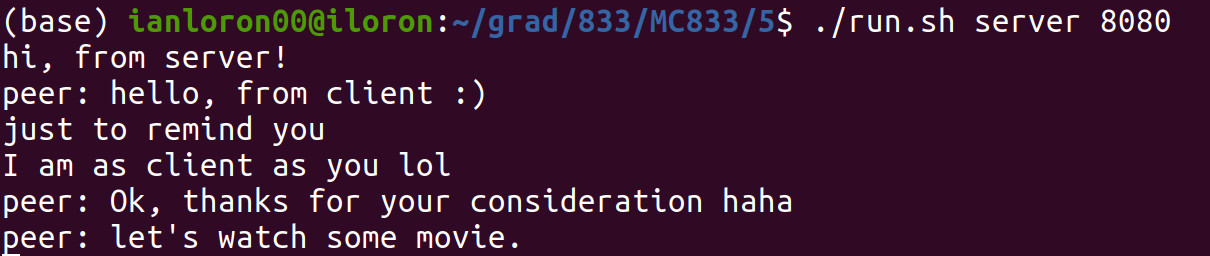 (base) ianloron00@iloron:~/grad/833/MC833/5$ ./run.sh server 8080
hi, from server!
peer: hello, from client :)
just to remind you
I am as client as you lol
peer: Ok, thanks for your consideration haha
peer: let's watch some movie.